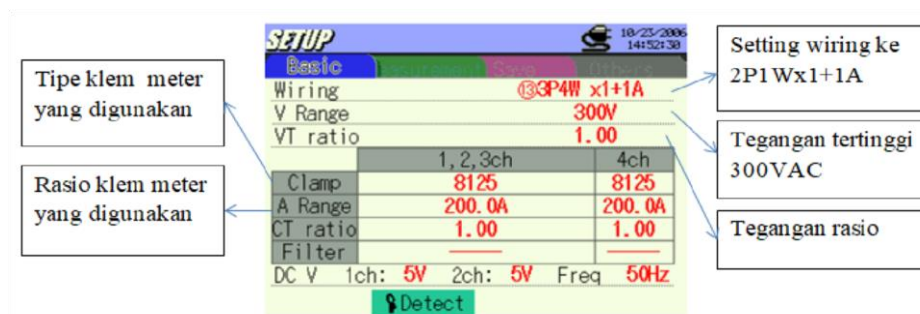 SETUP
10/23/2006
14:52:30
Basic Measurement Save Others
Wiring ⑬3P4W x1+1A
V Range 300V
VT ratio 1.00
1,2,3ch 4ch
Clamp 8125 8125
A Range 200.0A 200.0A
CT ratio 1.00 1.00
Filter
DC V 1ch: 5V 2ch: 5V Freq 50Hz
Detect
Tipe klem meter
yang digunakan
Rasio klem meter
yang digunakan
Setting wiring ke
2P1Wx1+1A
Tegangan tertinggi
300VAC
Tegangan rasio